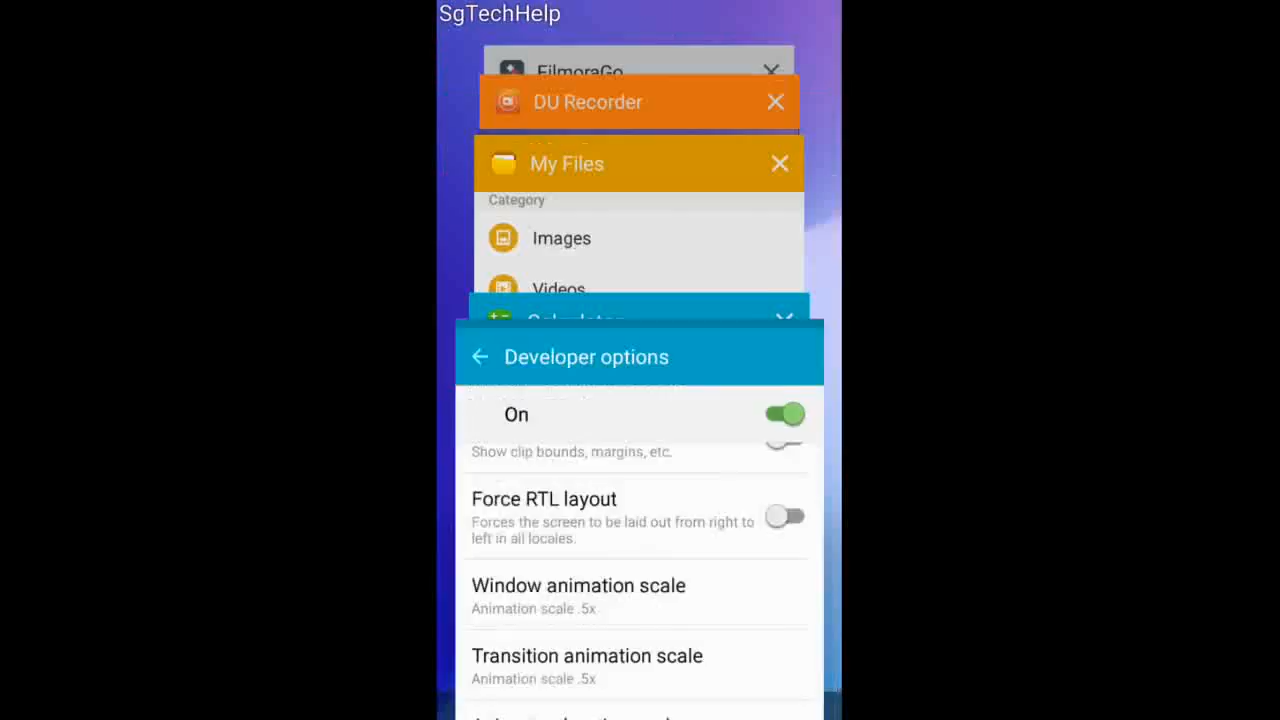 SgTechHelp
FilmoraGo
DU Recorder
My Files
Category
Images
Videos
Calculator
Developer options
On
Show clip bounds, margins, etc.
Force RTL layout
Forces the screen to be laid out from right to
left in all locales.
Window animation scale
Animation scale .5x
Transition animation scale
Animation scale .5x